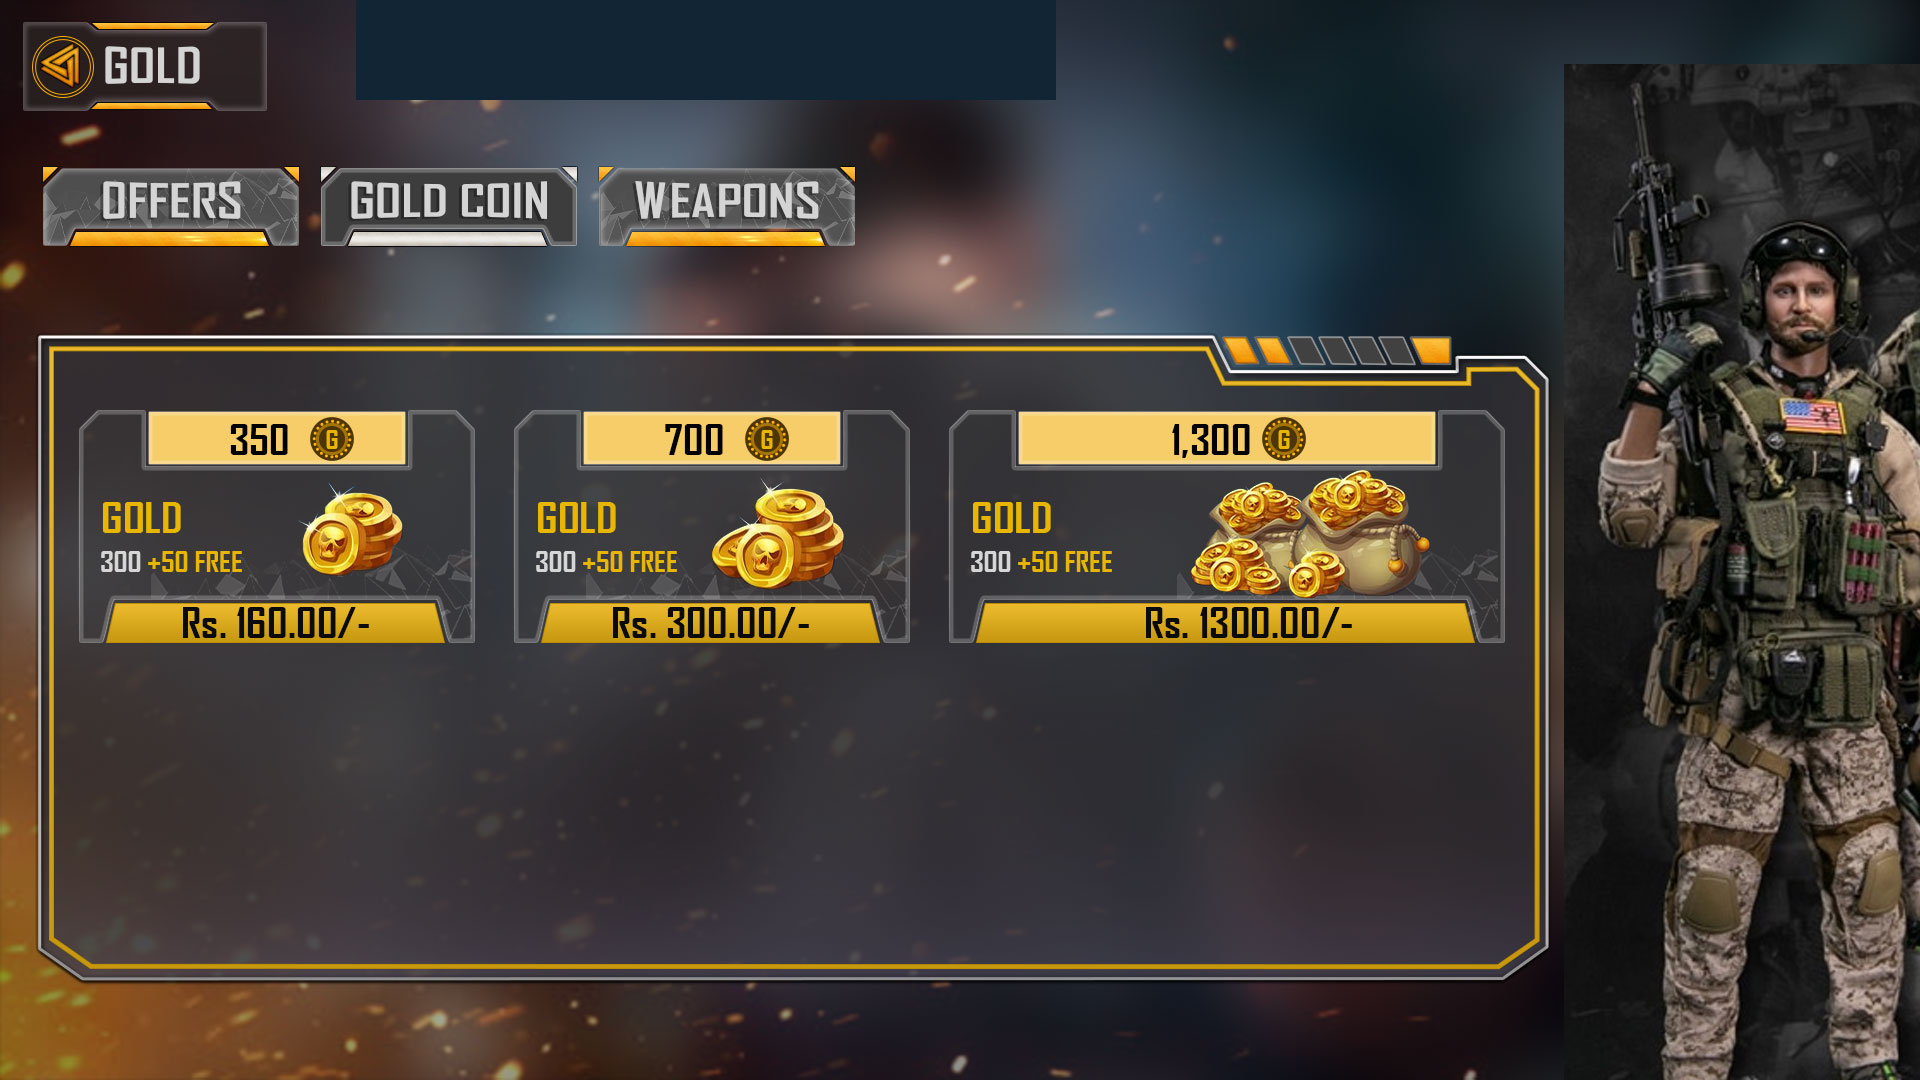 GOLD
OFFERS
GOLD COIN
WEAPONS
350 G
700 G
1,300 G
GOLD
300 +50 FREE
GOLD
300 +50 FREE
GOLD
300 +50 FREE
Rs. 160.00/-
Rs. 300.00/-
Rs. 1300.00/-